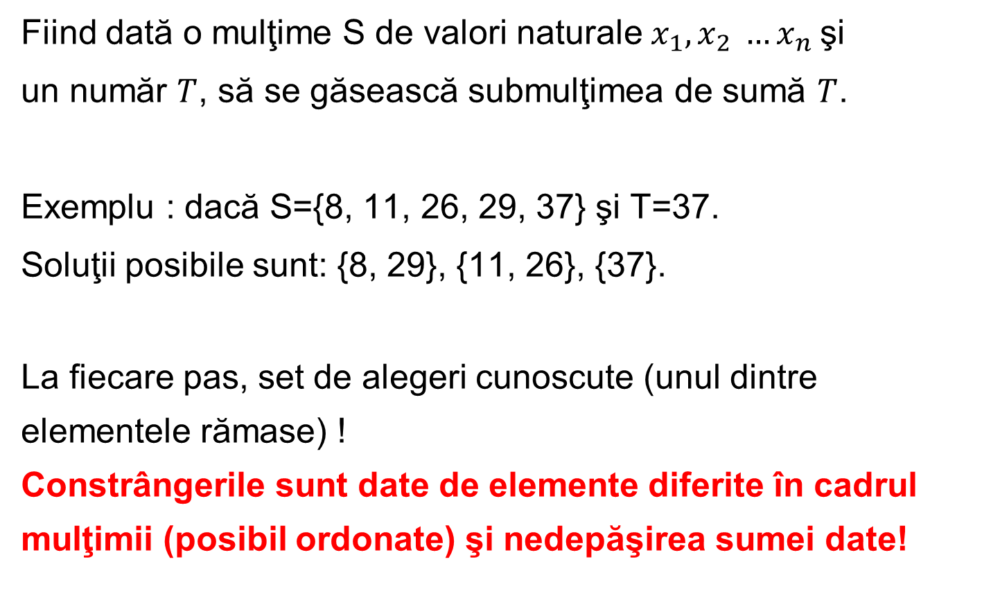 Fiind dată o mulţime S de valori naturale 𝑥₁, 𝑥₂ … 𝑥ₙ şi
un număr 𝑇, să se găsească submulţimea de sumă 𝑇.
Exemplu : dacă S={8, 11, 26, 29, 37} şi T=37.
Soluţii posibile sunt: {8, 29}, {11, 26}, {37}.
La fiecare pas, set de alegeri cunoscute (unul dintre
elementele rămase) !
Constrângerile sunt date de elemente diferite în cadrul
mulţimii (posibil ordonate) şi nedepăşirea sumei date!